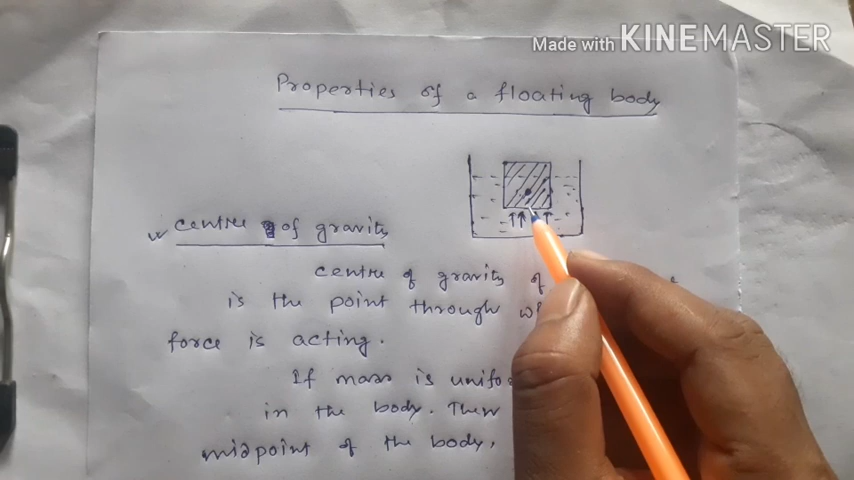 Made with KINEMASTER
Properties of a floating body
centre of gravity
centre of gravity of
is the point through
force is acting.
If mass is
in the body. Then
midpoint of the body.